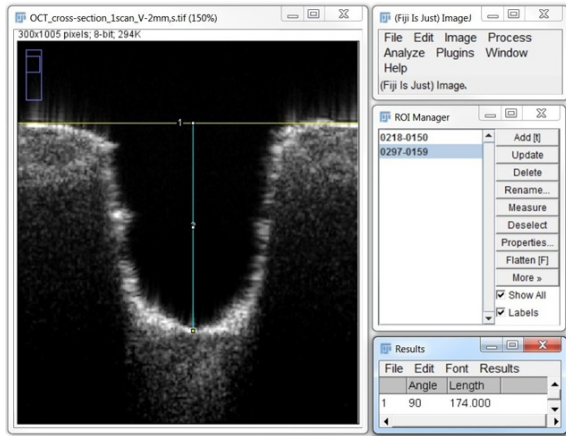 OCT_cross-section_1scan_V-2mm,s.tif (150%)
300x1005 pixels; 8-bit; 294K
1
2
(Fiji Is Just) ImageJ
File Edit Image Process
Analyze Plugins Window
Help
(Fiji Is Just) Image.
ROI Manager
0218-0150
0297-0159
Add [t]
Update
Delete
Rename...
Measure
Deselect
Properties...
Flatten [F]
More »
Show All
Labels
Results
File Edit Font Results
Angle Length
1 90 174.000